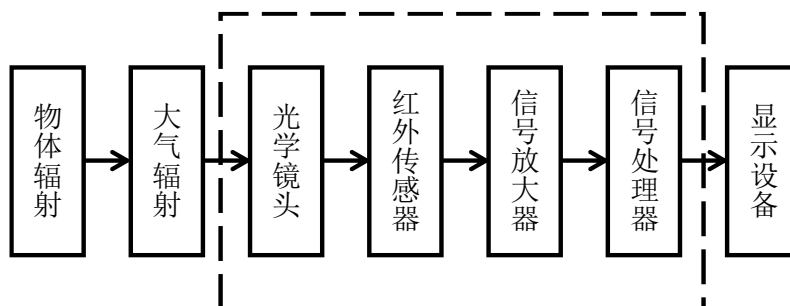 物体辐射
大气辐射
光学镜头
红外传感器
信号放大器
信号处理器
显示设备